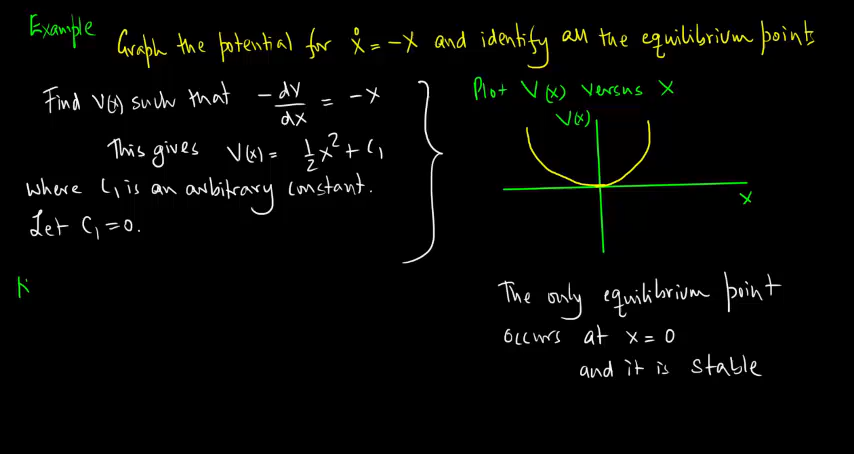 Example
Graph the potential for ẋ = -x and identify all the equilibrium points
Find V(x) such that -dV/dx = -x
This gives V(x) = 1/2 x² + C₁
where C₁ is an arbitrary constant.
Let C₁ = 0.
Plot V(x) versus x
V(x)
x
The only equilibrium point
occurs at x = 0
and it is stable